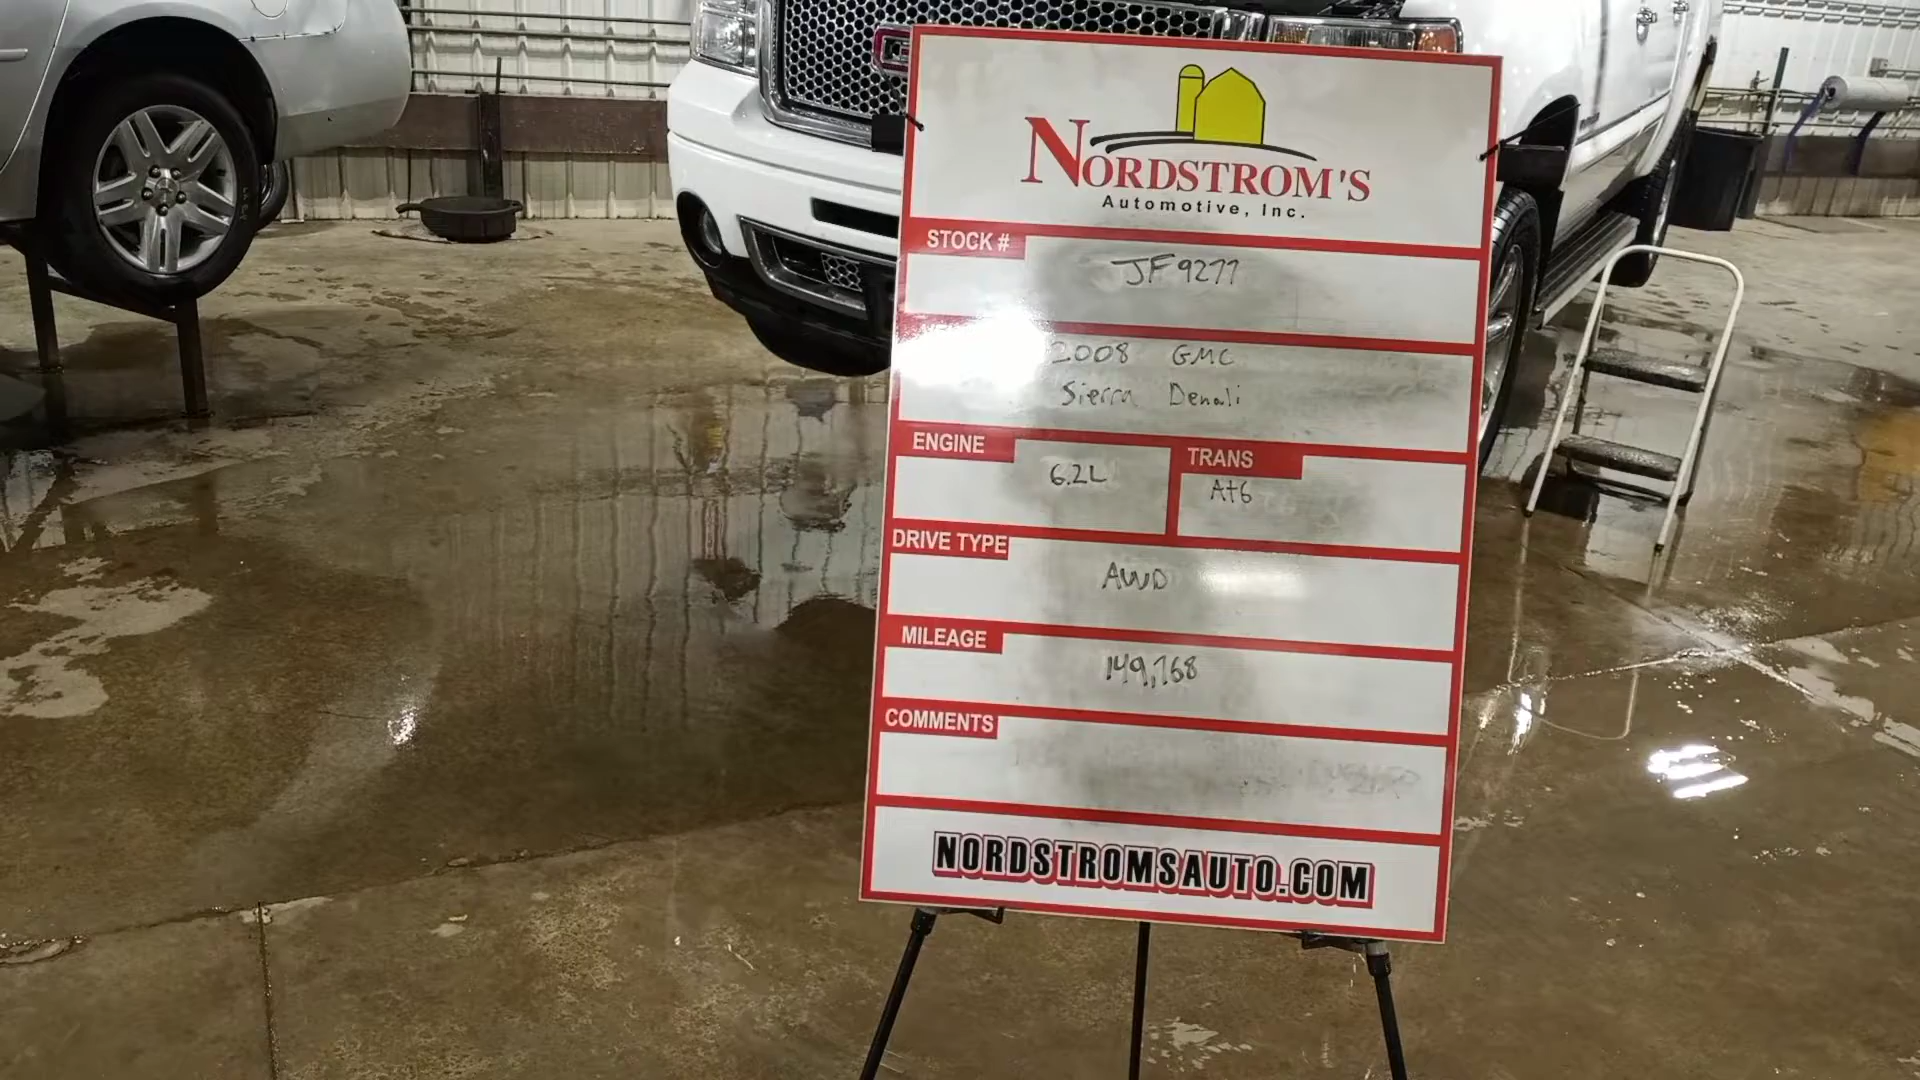 NORDSTROM'S
Automotive, Inc.
STOCK #
JF9277
2008 GMC
Sierra Denali
ENGINE
6.2L
TRANS
At6
DRIVE TYPE
AWD
MILEAGE
149,768
COMMENTS
NORDSTROMSAUTO.COM